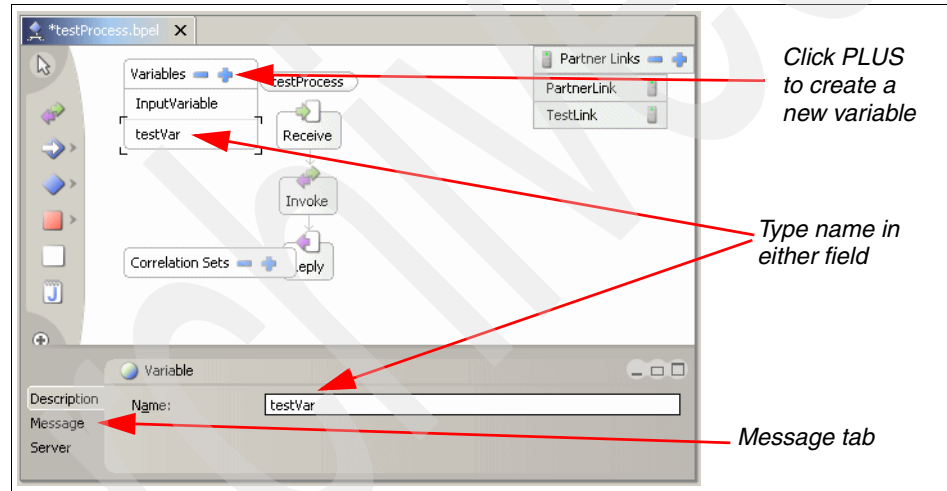 *testProcess.bpel X
Variables
testProcess
Partner Links
Click PLUS
to create a
new variable
InputVariable
PartnerLink
testVar
Receive
TestLink
Invoke
Type name in
either field
Correlation Sets
eply
J
Variable
Description
Name:
testVar
Message
Message tab
Server